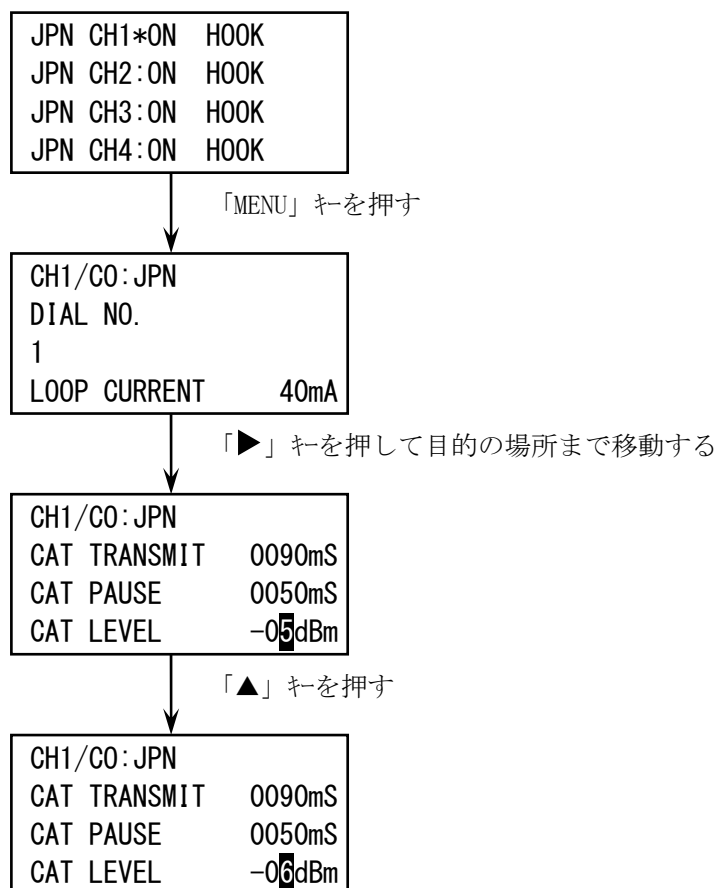 JPN CH1*ON HOOK
JPN CH2:ON HOOK
JPN CH3:ON HOOK
JPN CH4:ON HOOK
「MENU」キーを押す
CH1/CO:JPN
DIAL NO.
1
LOOP CURRENT 40mA
「▶」キーを押して目的の場所まで移動する
CH1/CO:JPN
CAT TRANSMIT 0090mS
CAT PAUSE 0050mS
CAT LEVEL -05dBm
「▲」キーを押す
CH1/CO:JPN
CAT TRANSMIT 0090mS
CAT PAUSE 0050mS
CAT LEVEL -06dBm